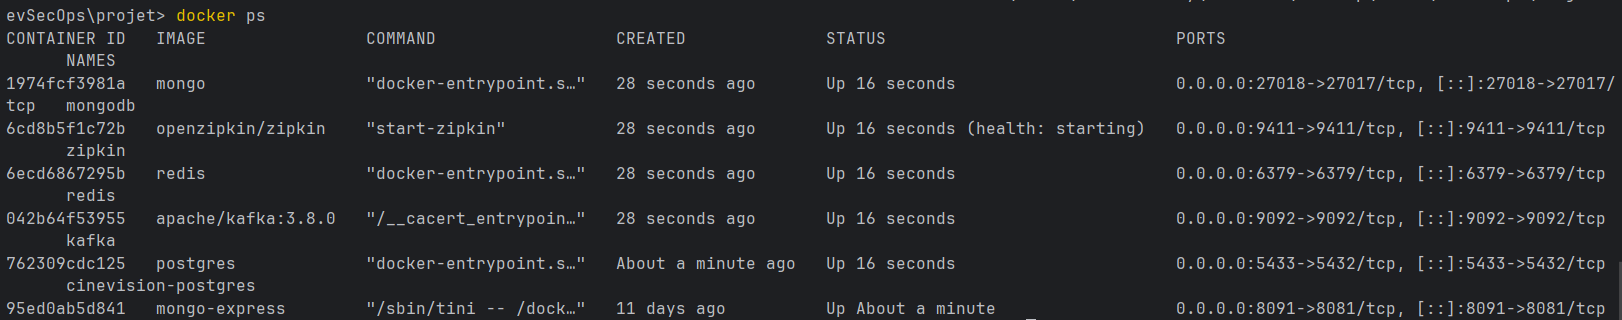 evSecOps\projet> docker ps
CONTAINER ID   IMAGE                COMMAND                  CREATED              STATUS                             PORTS
      NAMES
1974fcf3981a   mongo                "docker-entrypoint.s…"   28 seconds ago       Up 16 seconds                      0.0.0.0:27018->27017/tcp, [::]:27018->27017/
tcp   mongodb
6cd8b5f1c72b   openzipkin/zipkin    "start-zipkin"           28 seconds ago       Up 16 seconds (health: starting)   0.0.0.0:9411->9411/tcp, [::]:9411->9411/tcp
      zipkin
6ecd6867295b   redis                "docker-entrypoint.s…"   28 seconds ago       Up 16 seconds                      0.0.0.0:6379->6379/tcp, [::]:6379->6379/tcp
      redis
042b64f53955   apache/kafka:3.8.0   "/__cacert_entrypoin…"   28 seconds ago       Up 16 seconds                      0.0.0.0:9092->9092/tcp, [::]:9092->9092/tcp
      kafka
762309cdc125   postgres             "docker-entrypoint.s…"   About a minute ago   Up 16 seconds                      0.0.0.0:5433->5432/tcp, [::]:5433->5432/tcp
      cinevision-postgres
95ed0ab5d841   mongo-express        "/sbin/tini -- /dock…"   11 days ago          Up About a minute                  0.0.0.0:8091->8081/tcp, [::]:8091->8081/tcp